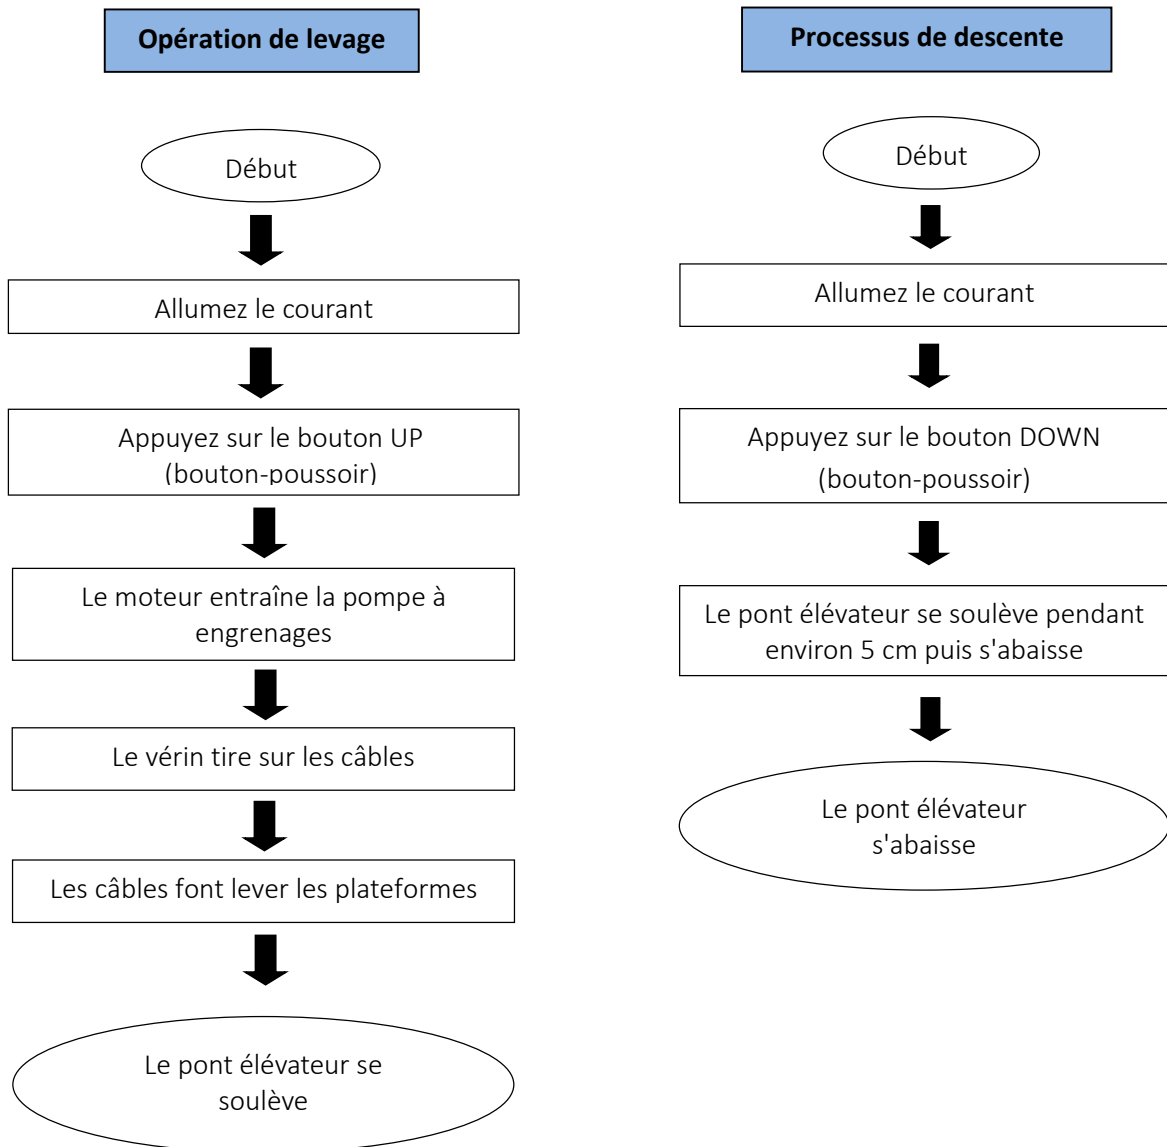 Opération de levage
Début
Allumez le courant
Appuyez sur le bouton UP
(bouton-poussoir)
Le moteur entraîne la pompe à
engrenages
Le vérin tire sur les câbles
Les câbles font lever les plateformes
Le pont élévateur se
soulève
Processus de descente
Début
Allumez le courant
Appuyez sur le bouton DOWN
(bouton-poussoir)
Le pont élévateur se soulève pendant
environ 5 cm puis s'abaisse
Le pont élévateur
s'abaisse